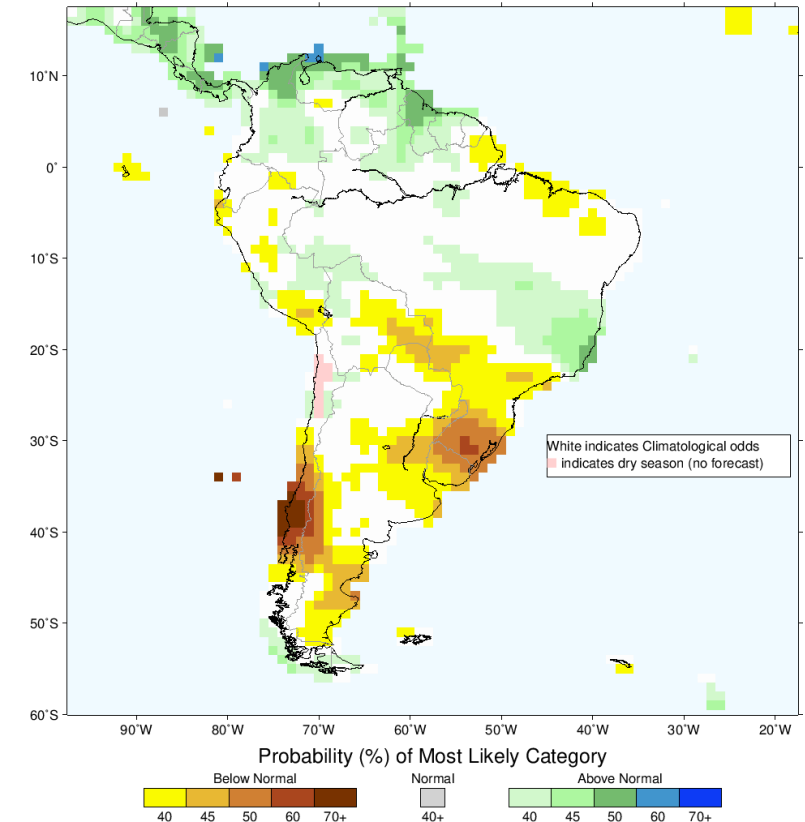 10˚N
0˚
10˚S
20˚S
30˚S
White indicates Climatological odds
indicates dry season (no forecast)
40˚S
50˚S
60˚S
90˚W 80˚W 70˚W 60˚W 50˚W 40˚W 30˚W 20˚W
Probability (%) of Most Likely Category
Below Normal Normal Above Normal
40 45 50 60 70+ 40+ 40 45 50 60 70+